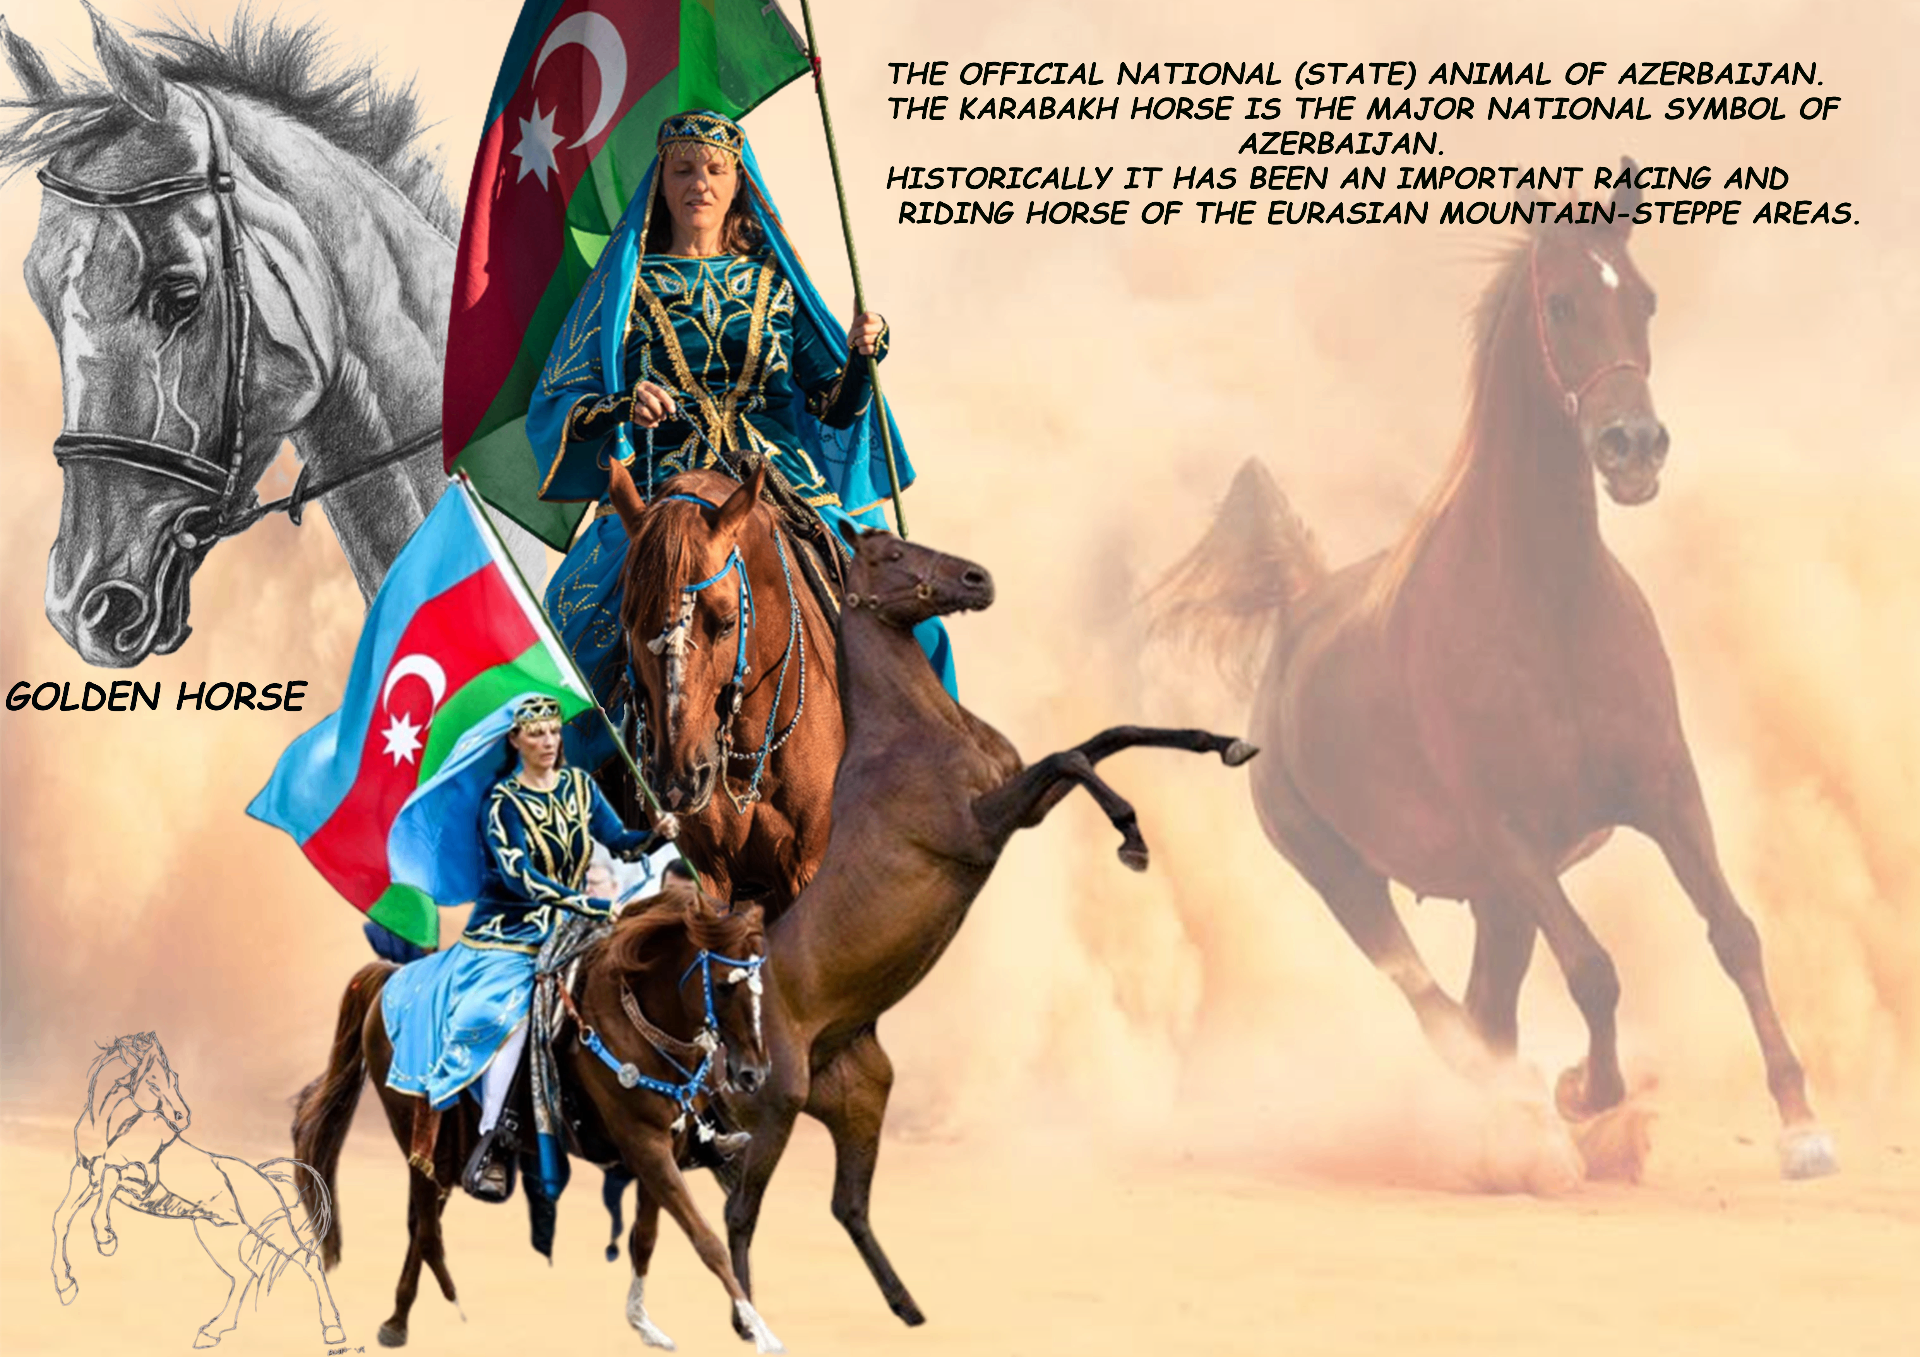 THE OFFICIAL NATIONAL (STATE) ANIMAL OF AZERBAIJAN.
THE KARABAKH HORSE IS THE MAJOR NATIONAL SYMBOL OF
AZERBAIJAN.
HISTORICALLY IT HAS BEEN AN IMPORTANT RACING AND
RIDING HORSE OF THE EURASIAN MOUNTAIN-STEPPE AREAS.
GOLDEN HORSE